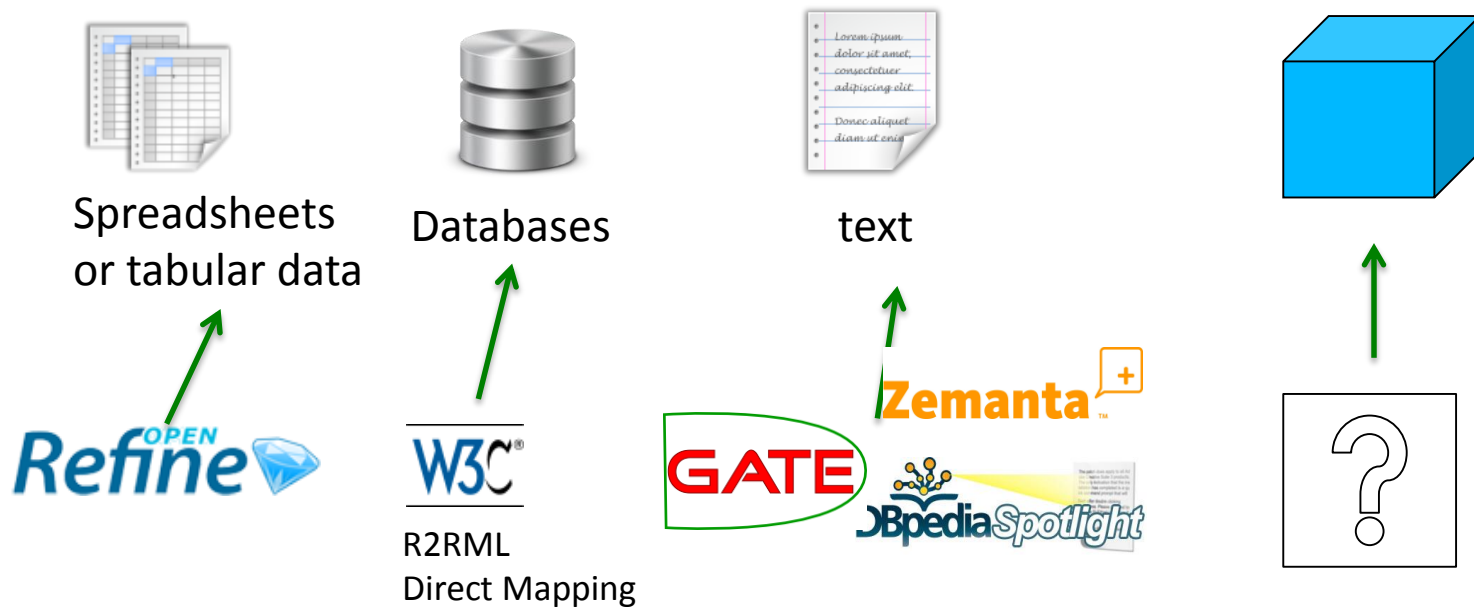 Lorem ipsum
dolor sit amet,
consectetuer
adipiscing elit.
Donec aliquet
diam ut enim
Spreadsheets
or tabular data
Databases
text
OPEN
Refine
W3C®
R2RML
Direct Mapping
GATE
Zemanta +
™
DBpedia Spotlight
?